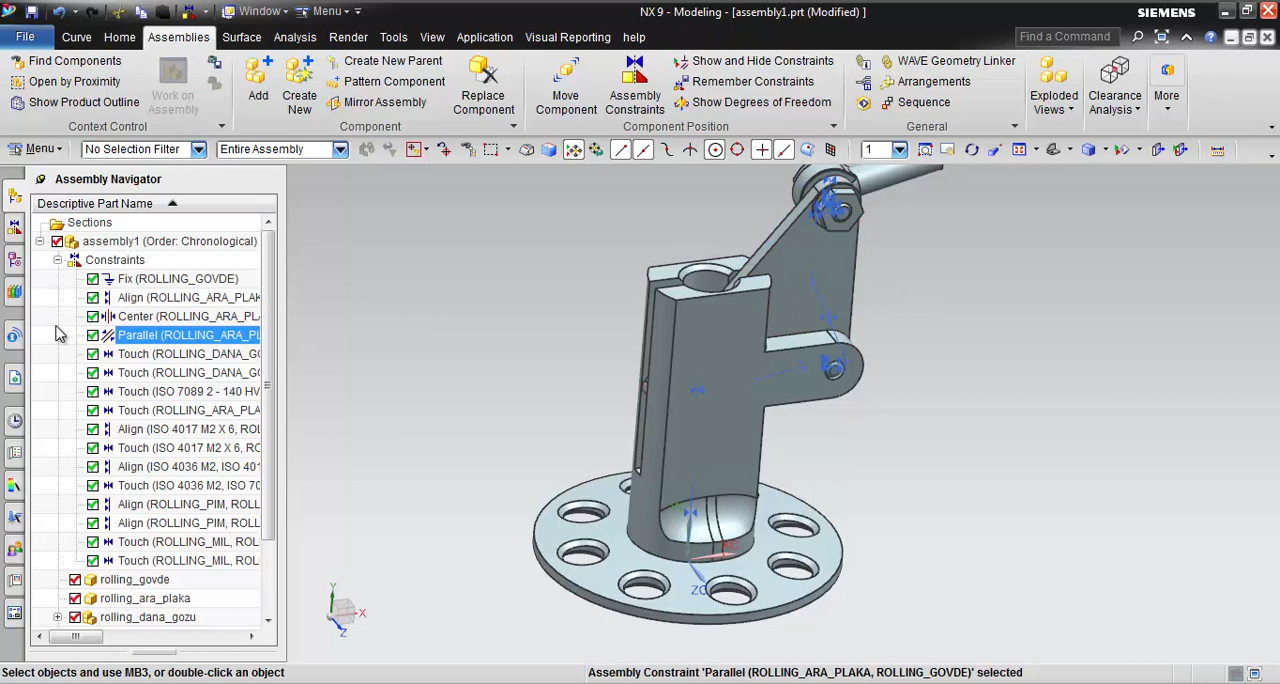 Window Menu NX 9 - Modeling - [assembly1.prt (Modified) ] SIEMENS
File Curve Home Assemblies Surface Analysis Render Tools View Application Visual Reporting help Find a Command
Find Components
Open by Proximity
Show Product Outline
Work on Assembly
Context Control
Add
Create New
Create New Parent
Pattern Component
Mirror Assembly
Replace Component
Component
Move Component
Assembly Constraints
Show and Hide Constraints
Remember Constraints
Show Degrees of Freedom
Component Position
WAVE Geometry Linker
Arrangements
Sequence
General
Exploded Views
Clearance Analysis
More
Menu No Selection Filter Entire Assembly 1
Assembly Navigator
Descriptive Part Name
Sections
assembly1 (Order: Chronological)
Constraints
Fix (ROLLING_GOVDE)
Align (ROLLING_ARA_PLAK
Center (ROLLING_ARA_PL
Parallel (ROLLING_ARA_PL
Touch (ROLLING_DANA_GO
Touch (ROLLING_DANA_GO
Touch (ISO 7089 2 - 140 HV
Touch (ROLLING_ARA_PLA
Align (ISO 4017 M2 X 6, RO
Touch (ISO 4017 M2 X 6, RO
Align (ISO 4036 M2, ISO 401
Touch (ISO 4036 M2, ISO 70
Align (ROLLING_PIM, ROLL
Align (ROLLING_PIM, ROLL
Touch (ROLLING_MIL, ROL
Touch (ROLLING_MIL, ROL
rolling_govde
rolling_ara_plaka
rolling_dana_gozu
XC
ZC
Y
X
Z
Select objects and use MB3, or double-click an object Assembly Constraint 'Parallel (ROLLING_ARA_PLAKA, ROLLING_GOVDE)' selected